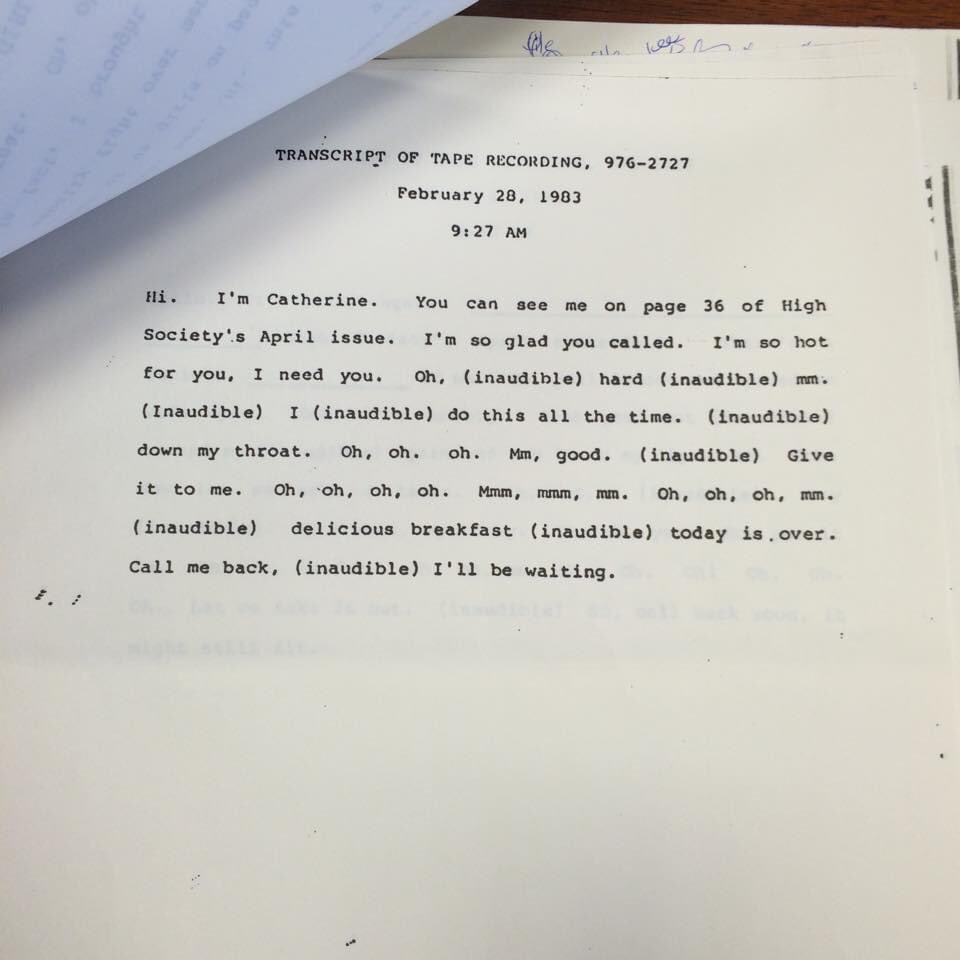 TRANSCRIPT OF TAPE RECORDING, 976-2727
February 28, 1983
9:27 AM
Hi. I'm Catherine. You can see me on page 36 of High
Society's April issue. I'm so glad you called. I'm so hot
for you, I need you. Oh, (inaudible) hard (inaudible) mm.
(Inaudible) I (inaudible) do this all the time. (inaudible)
down my throat. Oh, oh. oh. Mm, good. (inaudible) Give
it to me. Oh, oh, oh, oh. Mmm, mmm, mm. Oh, oh, oh, mm.
(inaudible) delicious breakfast (inaudible) today is over.
Call me back, (inaudible) I'll be waiting.